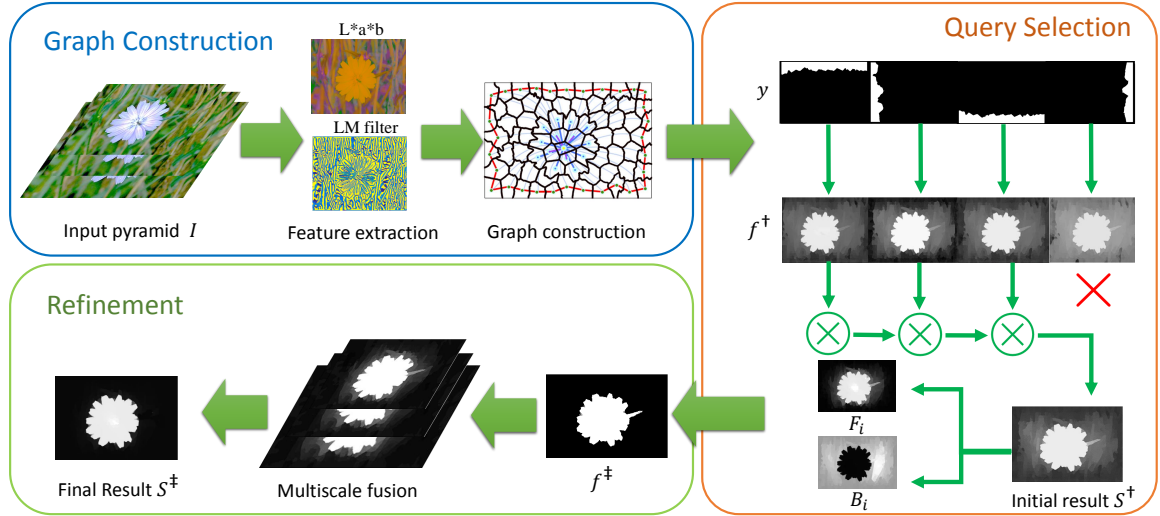 Graph Construction
L*a*b
LM filter
Input pyramid I
Feature extraction
Graph construction
Query Selection
y
f†
F_i
B_i
Initial result S†
Refinement
Final Result S‡
Multiscale fusion
f‡